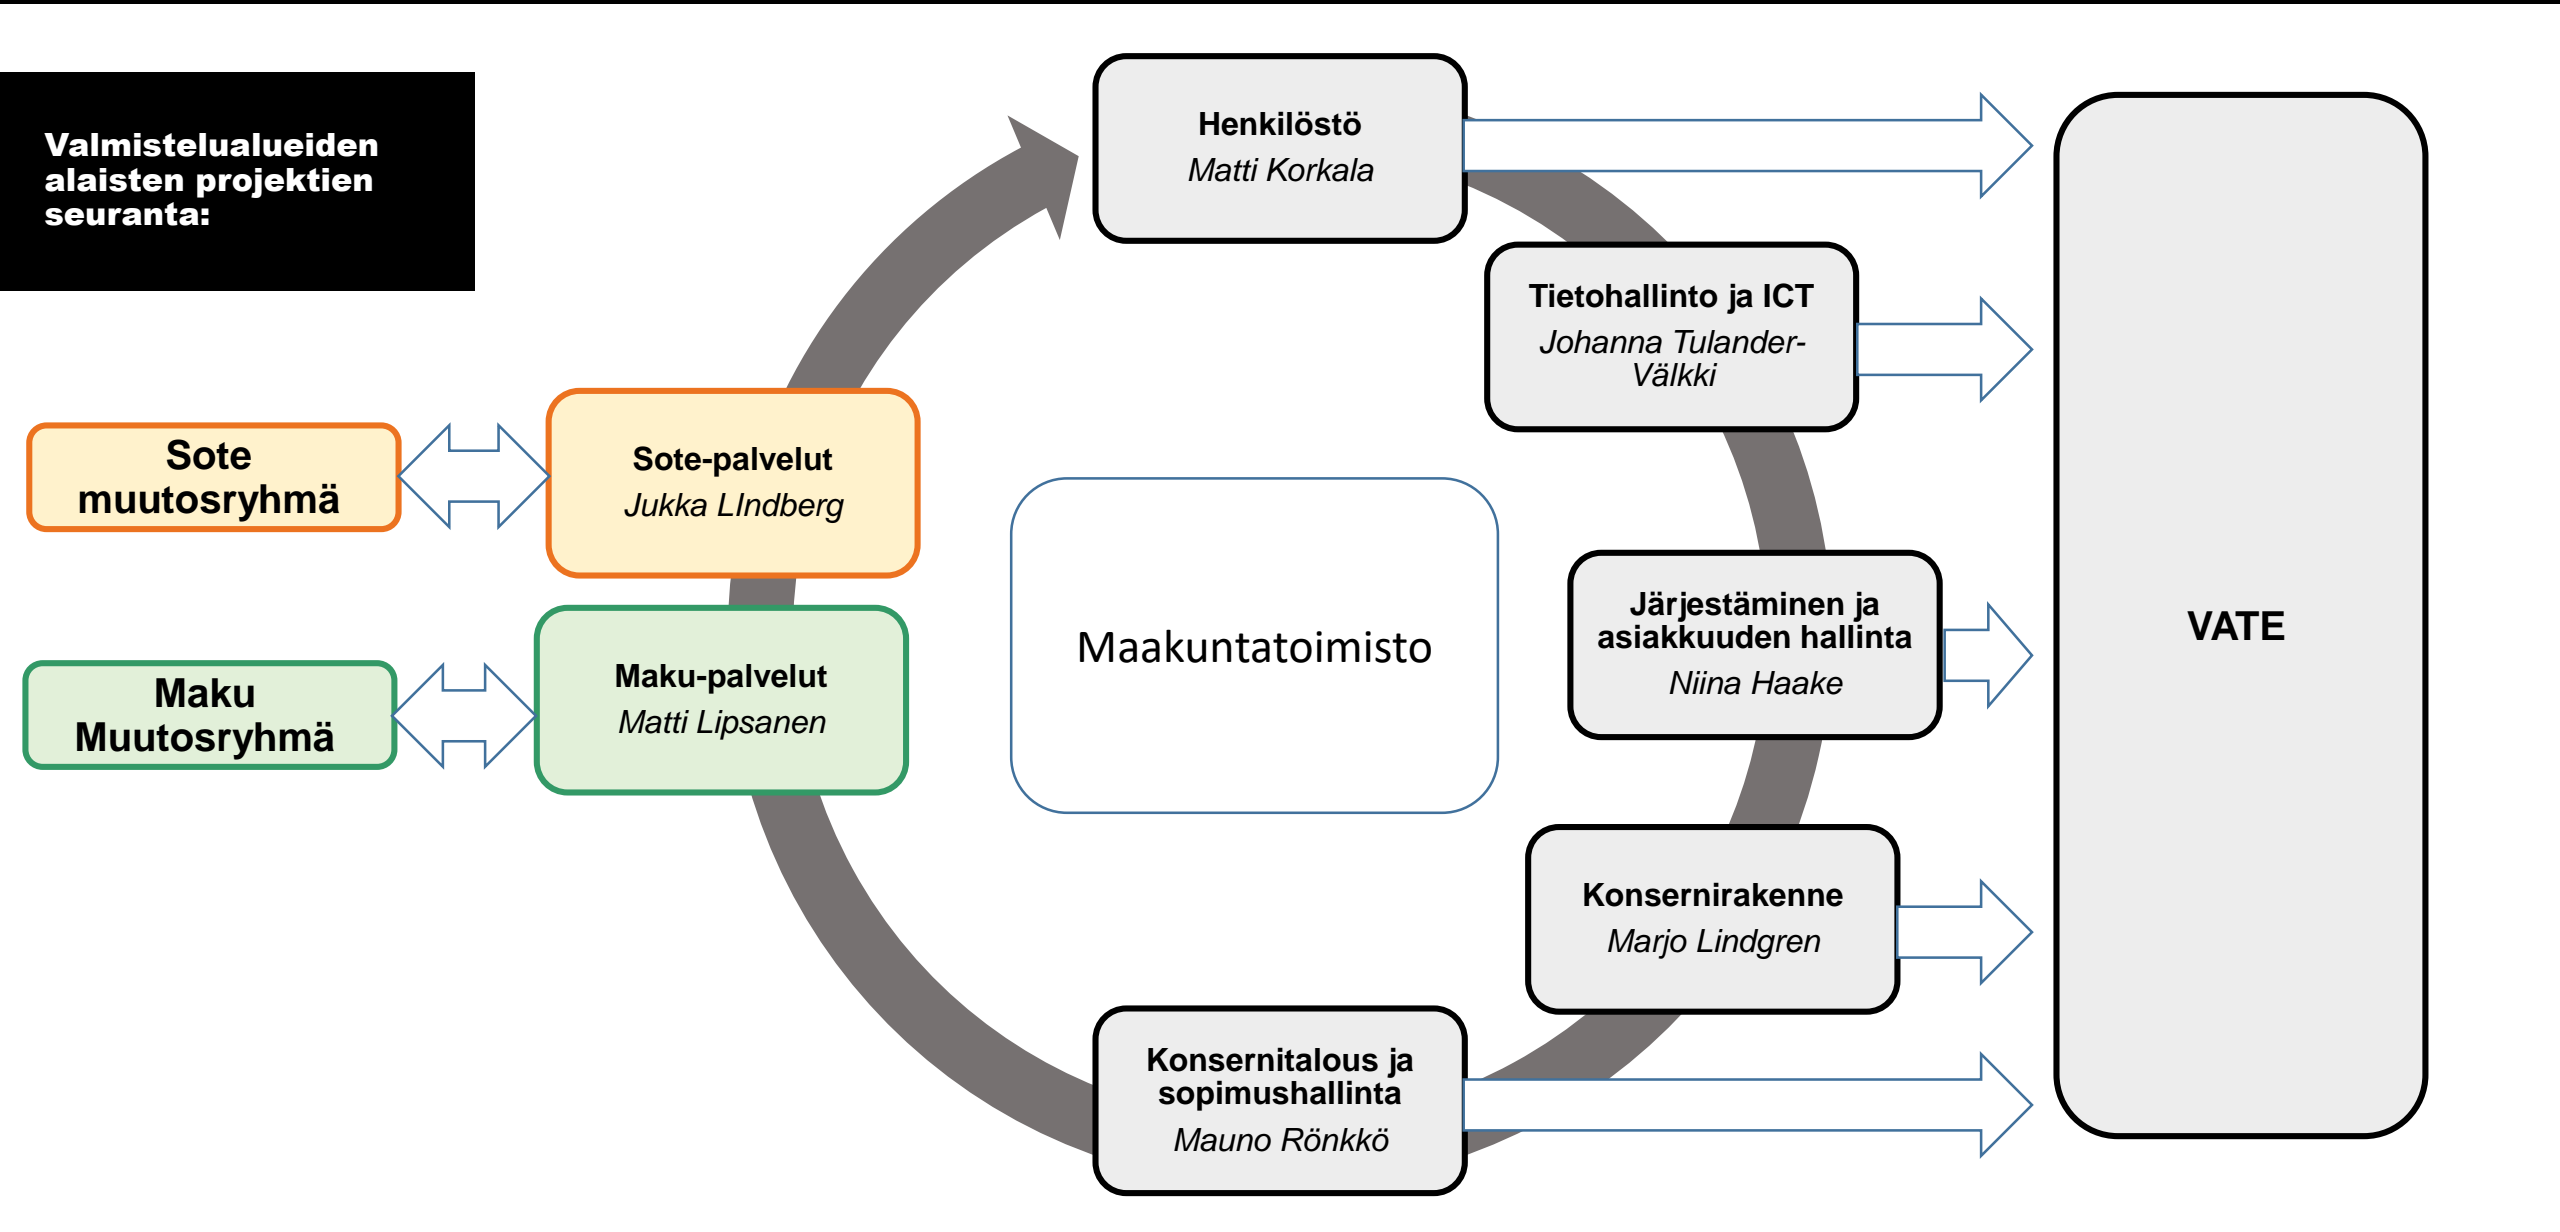 Valmistelualueiden
alaisten projektien
seuranta:
Henkilöstö
Matti Korkala
Tietohallinto ja ICT
Johanna Tulander-
Välkki
Sote
muutosryhmä
Sote-palvelut
Jukka LIndberg
Maakuntatoimisto
Järjestäminen ja
asiakkuuden hallinta
Niina Haake
VATE
Maku
Muutosryhmä
Maku-palvelut
Matti Lipsanen
Konsernirakenne
Marjo Lindgren
Konsernitalous ja
sopimushallinta
Mauno Rönkkö